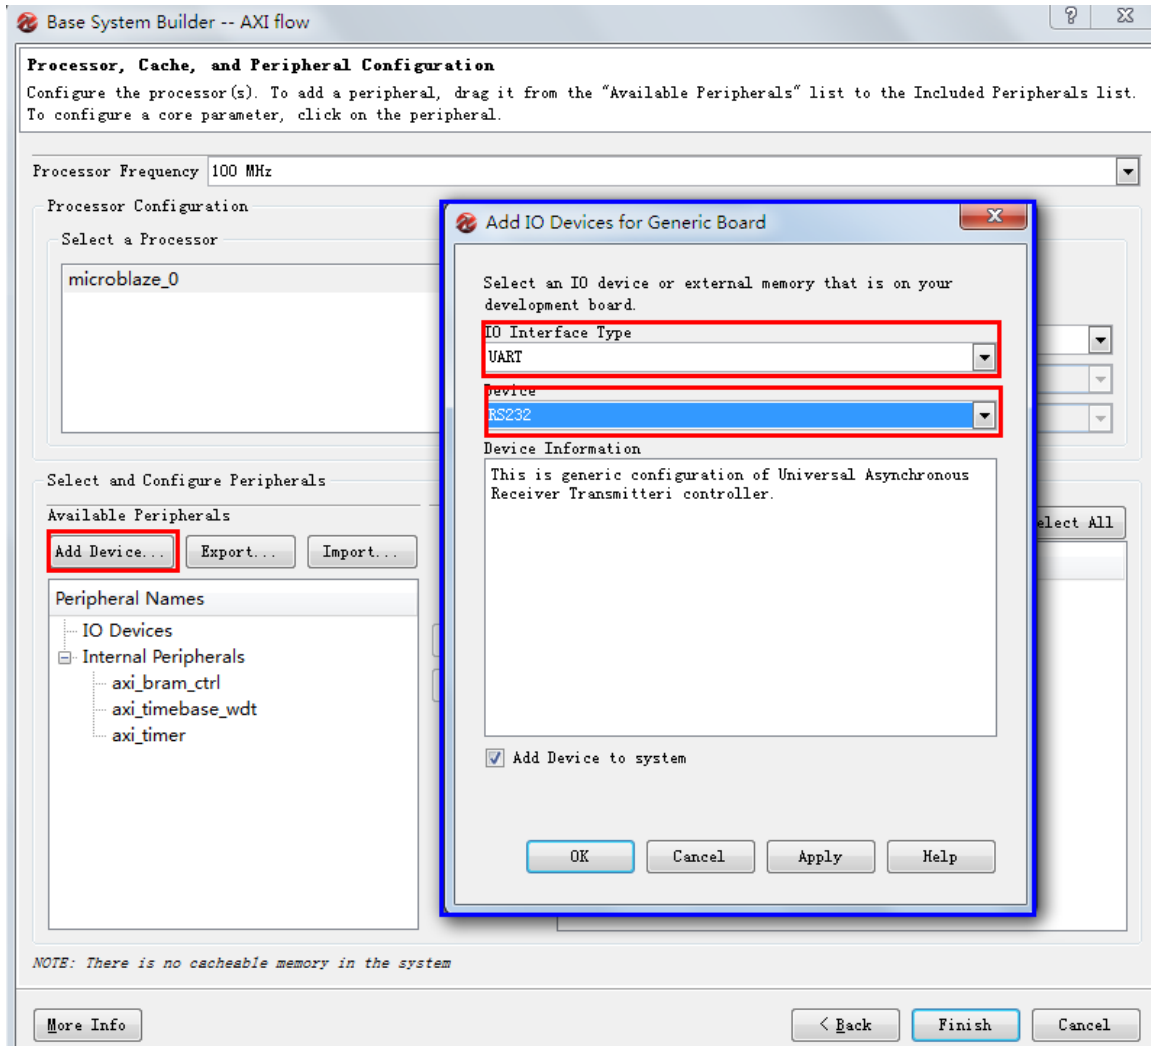 Base System Builder -- AXI flow
Processor, Cache, and Peripheral Configuration
Configure the processor(s). To add a peripheral, drag it from the "Available Peripherals" list to the Included Peripherals list.
To configure a core parameter, click on the peripheral.
Processor Frequency 100 MHz
Processor Configuration
Select a Processor
microblaze_0
Add IO Devices for Generic Board
Select an IO device or external memory that is on your
development board.
IO Interface Type
UART
Device
RS232
Device Information
This is generic configuration of Universal Asynchronous
Receiver Transmitteri controller.
Add Device to system
OK Cancel Apply Help
Select and Configure Peripherals
Available Peripherals
Add Device... Export... Import...
elect All
Peripheral Names
IO Devices
Internal Peripherals
axi_bram_ctrl
axi_timebase_wdt
axi_timer
NOTE: There is no cacheable memory in the system
More Info < Back Finish Cancel